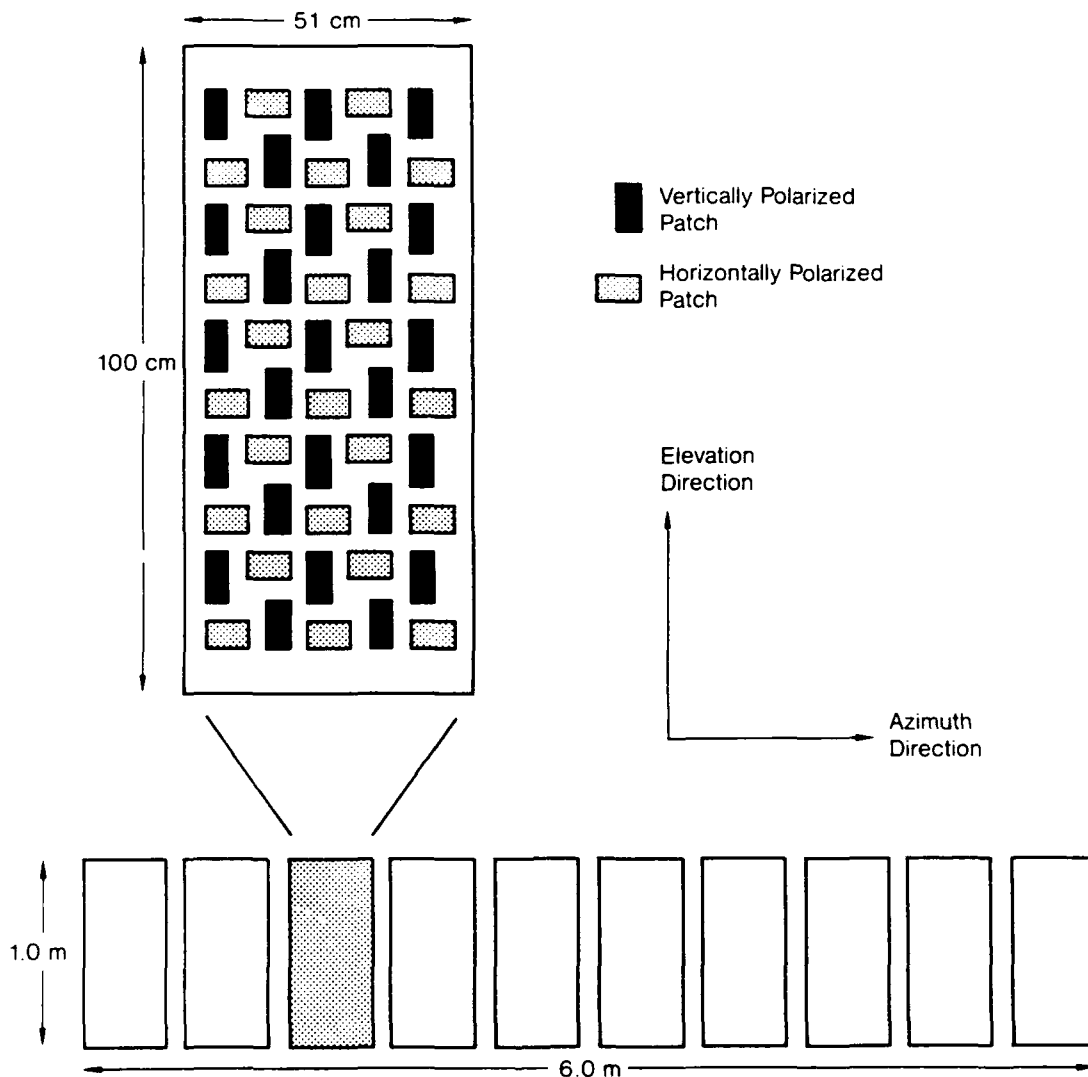 51 cm
Vertically Polarized
Patch
Horizontally Polarized
Patch
100 cm
Elevation
Direction
Azimuth
Direction
1.0 m
6.0 m